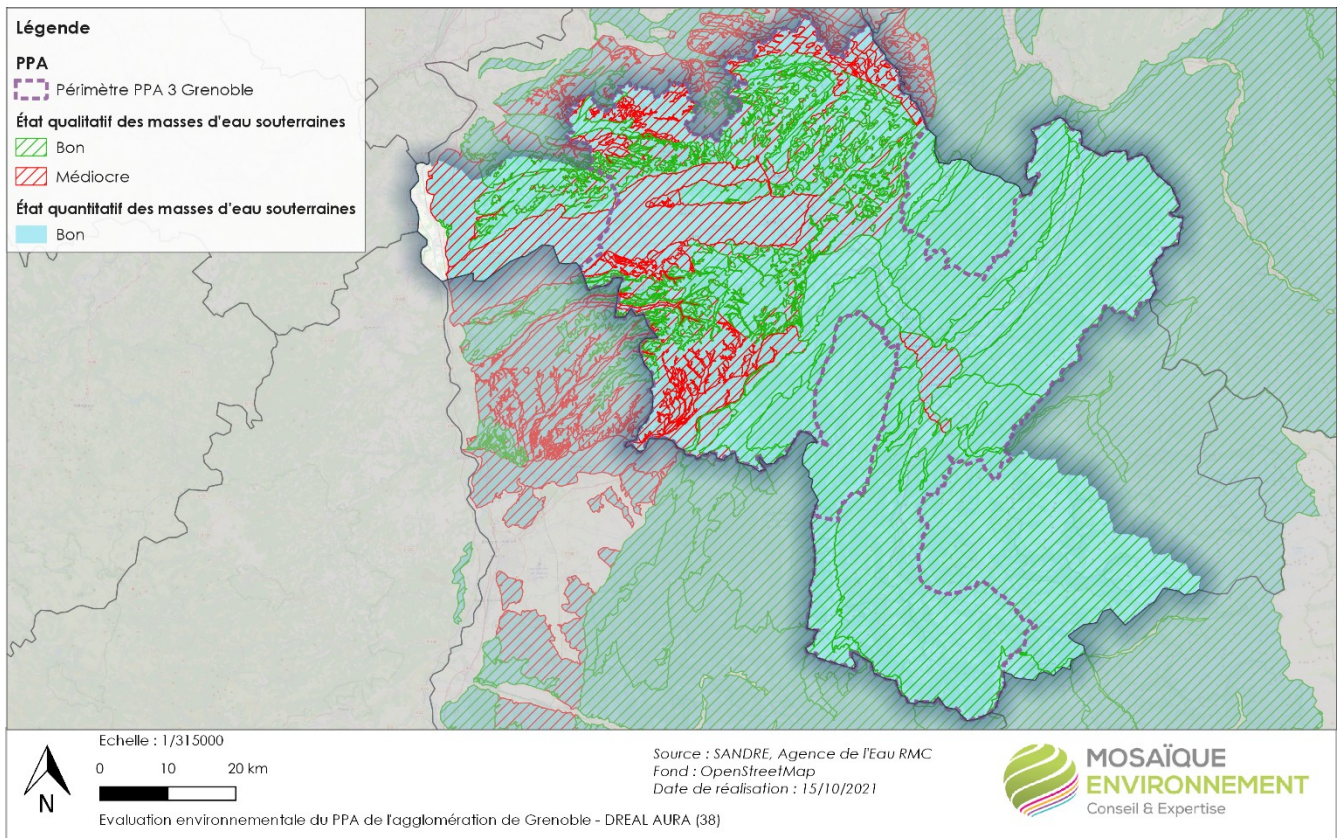 Légende
PPA
Périmètre PPA 3 Grenoble
État qualitatif des masses d'eau souterraines
Bon
Médiocre
État quantitatif des masses d'eau souterraines
Bon
Echelle : 1/315000
0 10 20 km
N
Evaluation environnementale du PPA de l'agglomération de Grenoble - DREAL AURA (38)
Source : SANDRE, Agence de l'Eau RMC
Fond : OpenStreetMap
Date de réalisation : 15/10/2021
MOSAÏQUE
ENVIRONNEMENT
Conseil & Expertise